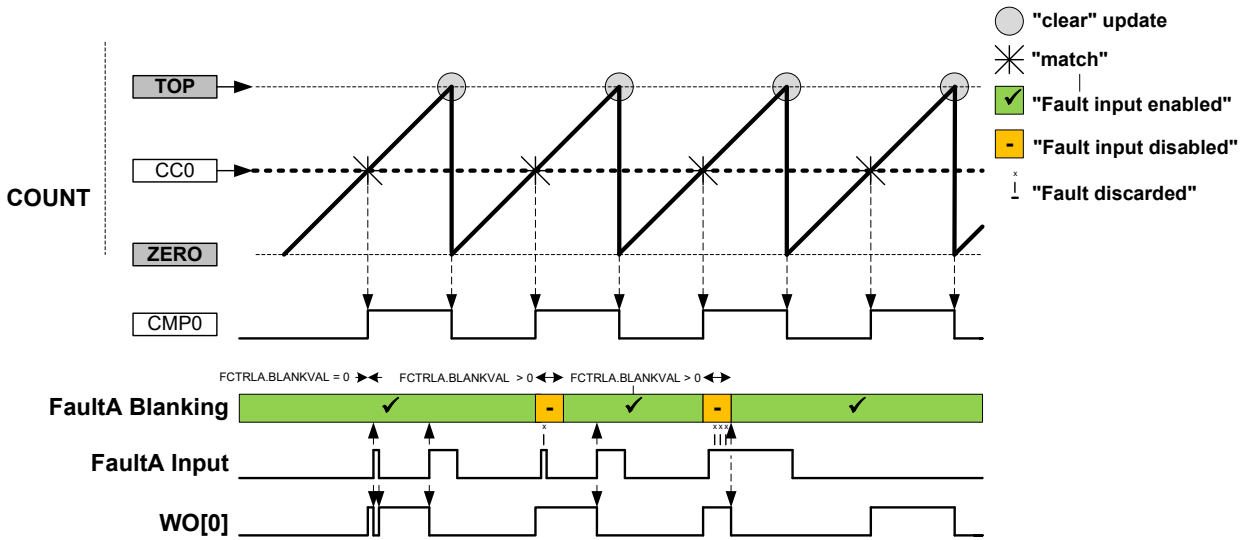 "clear" update
"match"
TOP
"Fault input enabled"
"Fault input disabled"
CC0
COUNT
"Fault discarded"
ZERO
CMP0
FCTRLA.BLANKVAL = 0
FCTRLA.BLANKVAL > 0
FCTRLA.BLANKVAL > 0
FaultA Blanking
- -
x
xxx
FaultA Input
WO[0]